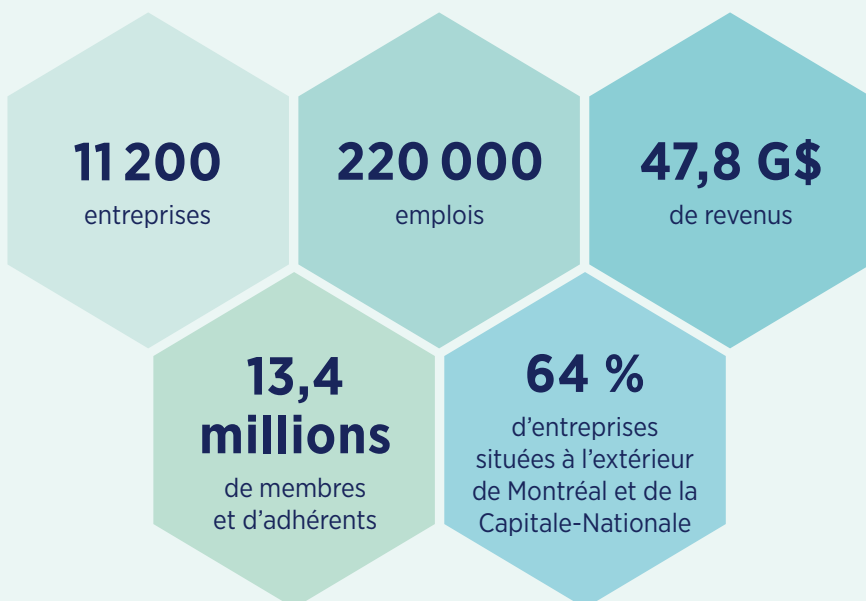 11 200
entreprises
220 000
emplois
47,8 G$
de revenus
13,4
millions
de membres
et d’adhérents
64 %
d’entreprises
situées à l’extérieur
de Montréal et de la
Capitale-Nationale